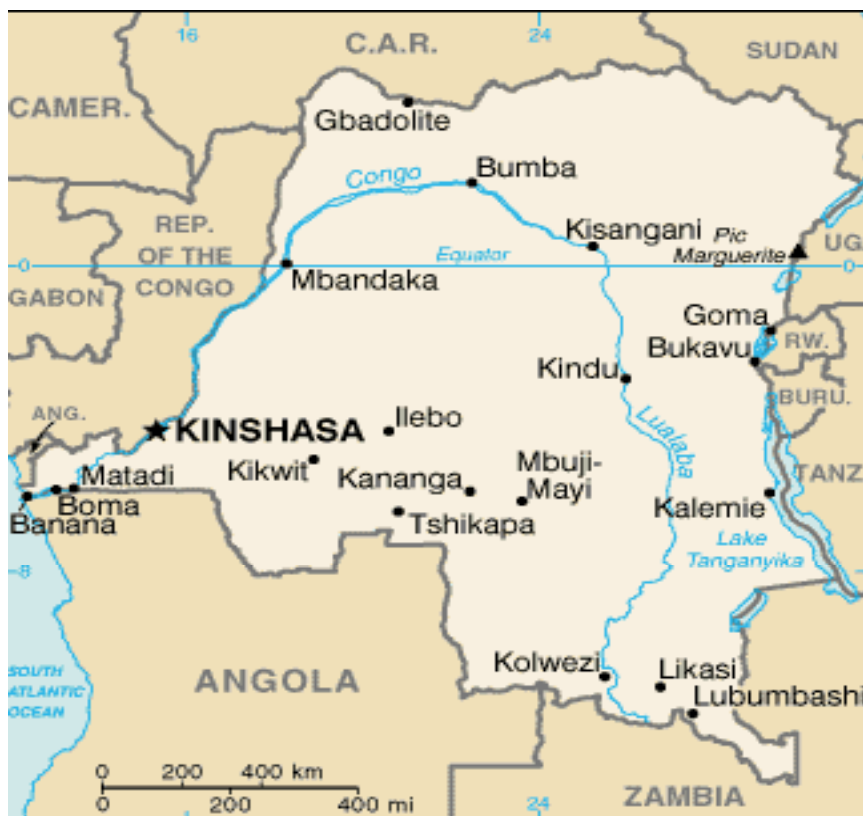 16
24
C.A.R.
SUDAN
CAMER.
Gbadolite
Congo
Bumba
REP.
OF THE
CONGO
Kisangani
Pic
Marguerite
UG
Equator
0
0
Mbandaka
GABON
Goma
RW.
Bukavu
Kindu
BURU.
ANG.
KINSHASA
Ilebo
Lualaba
Kikwit
Kananga
Mbuji-
Mayi
TANZ
Matadi
Boma
Banana
Tshikapa
Kalemie
Lake
Tanganyika
8
8
Kolwezi
Likasi
Lubumbashi
SOUTH
ATLANTIC
OCEAN
ANGOLA
0 200 400 km
0 200 400 mi
24
ZAMBIA